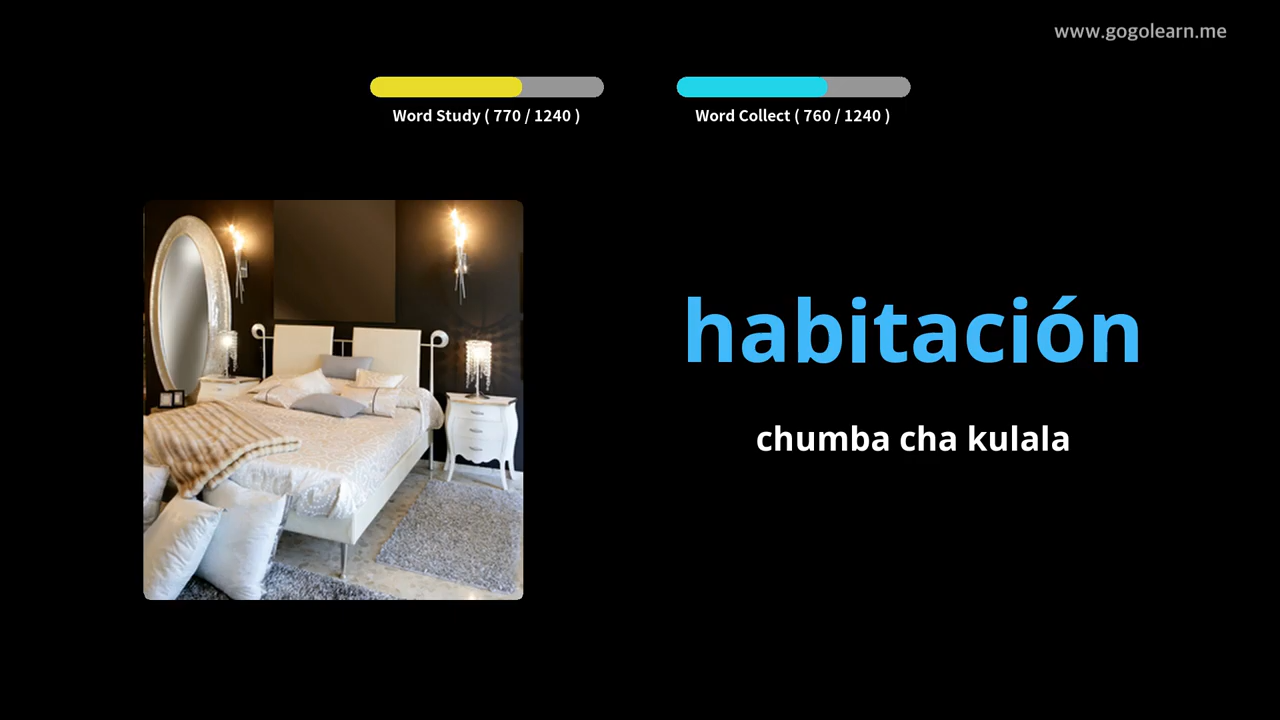 www.gogolearn.me
Word Study ( 770 / 1240 )
Word Collect ( 760 / 1240 )
habitación
chumba cha kulala